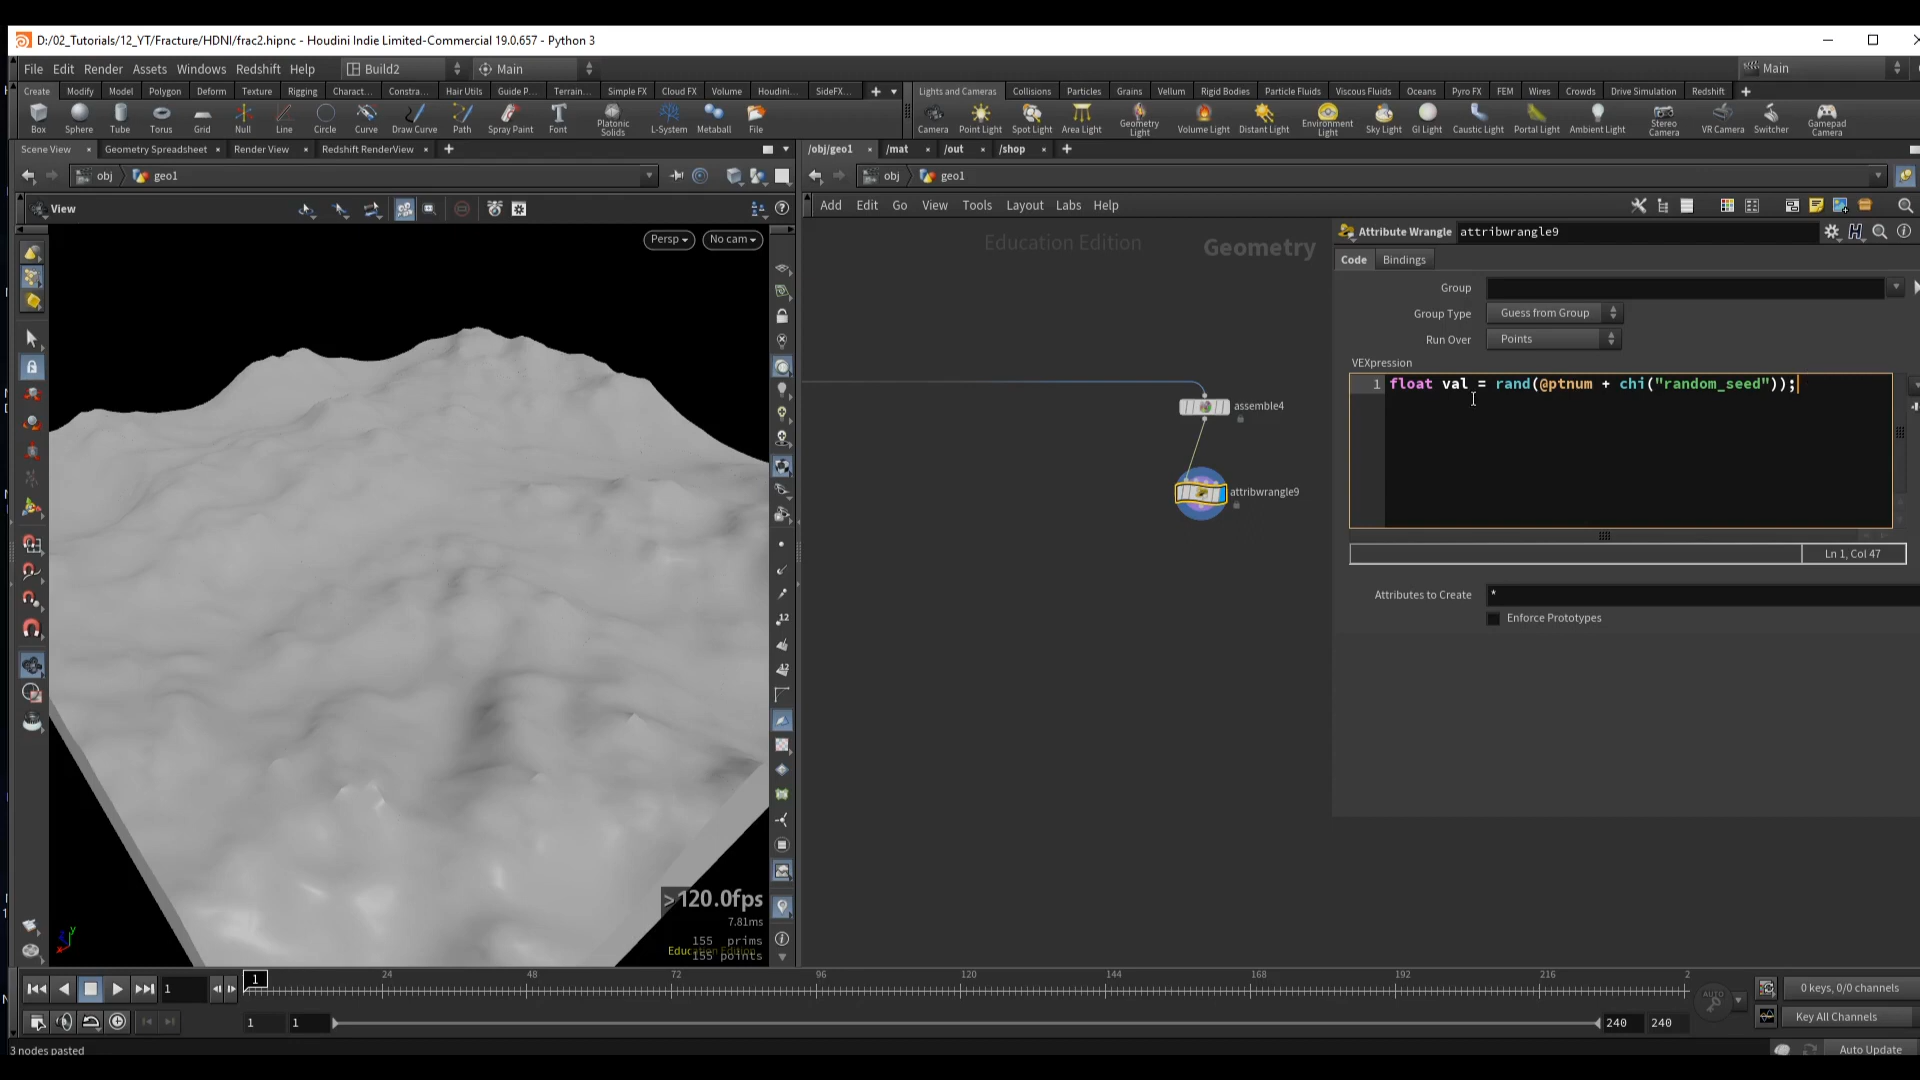 D:/02_Tutorials/12_YT/Fracture/HDNI/frac2.hipnc - Houdini Indie Limited-Commercial 19.0.657 - Python 3
File Edit Render Assets Windows Redshift Help Build2 Main Main
Create Modify Model Polygon Deform Texture Rigging Charact... Constra... Hair Utils Guide P... Terrain... Simple FX Cloud FX Volume Houdini... SideFX...
Lights and Cameras Collisions Particles Grains Vellum Rigid Bodies Particle Fluids Viscous Fluids Oceans Pyro FX FEM Wires Crowds Drive Simulation Redshift
Box Sphere Tube Torus Grid Null Line Circle Curve Draw Curve Path Spray Paint Font Platonic Solids L-System Metaball File
Camera Point Light Spot Light Area Light Geometry Light Volume Light Distant Light Environment Light Sky Light GI Light Caustic Light Portal Light Ambient Light Stereo Camera VR Camera Switcher Gamepad Camera
Scene View Geometry Spreadsheet Render View Redshift RenderView
/obj/geo1 /mat /out /shop
obj geo1
obj geo1
View
Add Edit Go View Tools Layout Labs Help
Persp No cam
Education Edition Geometry
Attribute Wrangle attribwrangle9
Code Bindings
Group
Group Type Guess from Group
Run Over Points
VEXpression
1 float val = rand(@ptnum + chi("random_seed"));
assemble4
attribwrangle9
Ln 1, Col 47
Attributes to Create *
Enforce Prototypes
>120.0fps
7.81ms
155 prims
155 points
1 24 48 72 96 120 144 168 192 216 2
1
0 keys, 0/0 channels
AUTO
1 1 240 240
Key All Channels
3 nodes pasted
Auto Update